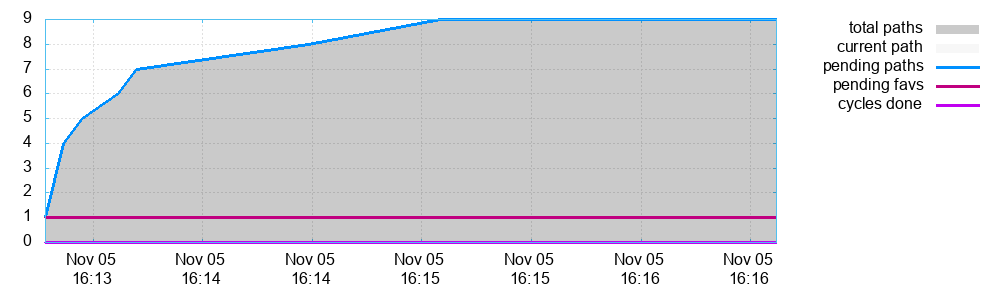 9
8
7
6
5
4
3
2
1
0
Nov 05 Nov 05 Nov 05 Nov 05 Nov 05 Nov 05 Nov 05
16:13 16:14 16:14 16:15 16:15 16:16 16:16
total paths
current path
pending paths
pending favs
cycles done